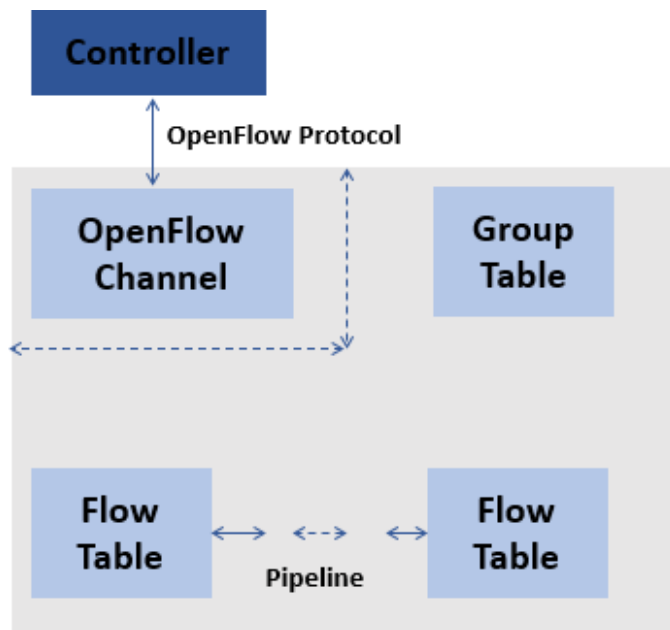 Controller
OpenFlow Protocol
OpenFlow
Channel
Group
Table
Flow
Table
Pipeline
Flow
Table